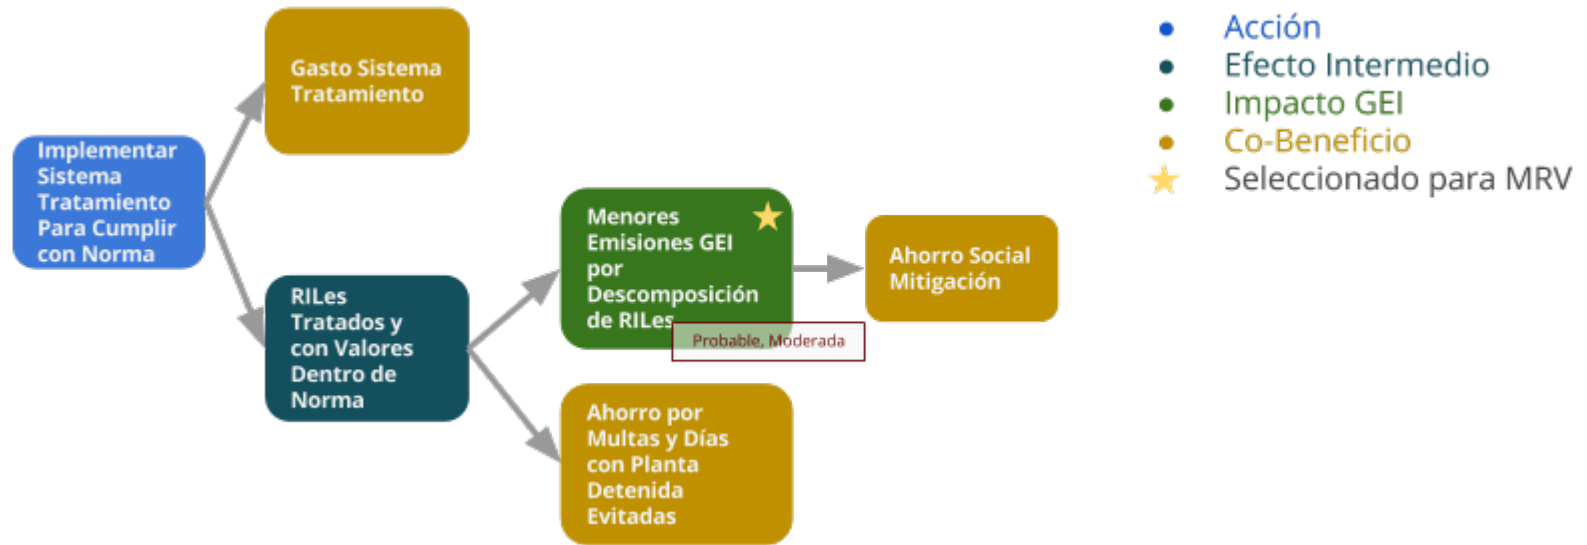 Gasto Sistema
Tratamiento
Implementar
Sistema
Tratamiento
Para Cumplir
con Norma
RILes
Tratados y
con Valores
Dentro de
Norma
Menores
Emisiones GEI
por
Descomposición
de RILes
Probable, Moderada
Ahorro por
Multas y Días
con Planta
Detenida
Evitadas
Ahorro Social
Mitigación
Acción
Efecto Intermedio
Impacto GEI
Co-Beneficio
Seleccionado para MRV